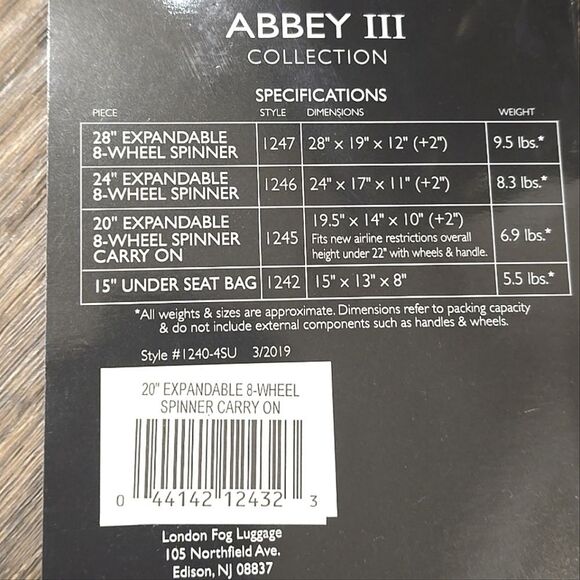 ABBEY III
COLLECTION
SPECIFICATIONS
PIECE STYLE DIMENSIONS WEIGHT
28" EXPANDABLE
8-WHEEL SPINNER 1247 28" x 19" x 12" (+2") 9.5 lbs.*
24" EXPANDABLE
8-WHEEL SPINNER 1246 24" x 17" x 11" (+2") 8.3 lbs.*
20" EXPANDABLE
8-WHEEL SPINNER
CARRY ON 1245 19.5" x 14" x 10" (+2")
Fits new airline restrictions overall
height under 22" with wheels & handle. 6.9 lbs.*
15" UNDER SEAT BAG 1242 15" x 13" x 8" 5.5 lbs.*
*All weights & sizes are approximate. Dimensions refer to packing capacity
& do not include external components such as handles & wheels.
Style #1240-4SU 3/2019
20" EXPANDABLE 8-WHEEL
SPINNER CARRY ON
0 44142 12432 3
London Fog Luggage
105 Northfield Ave.
Edison, NJ 08837